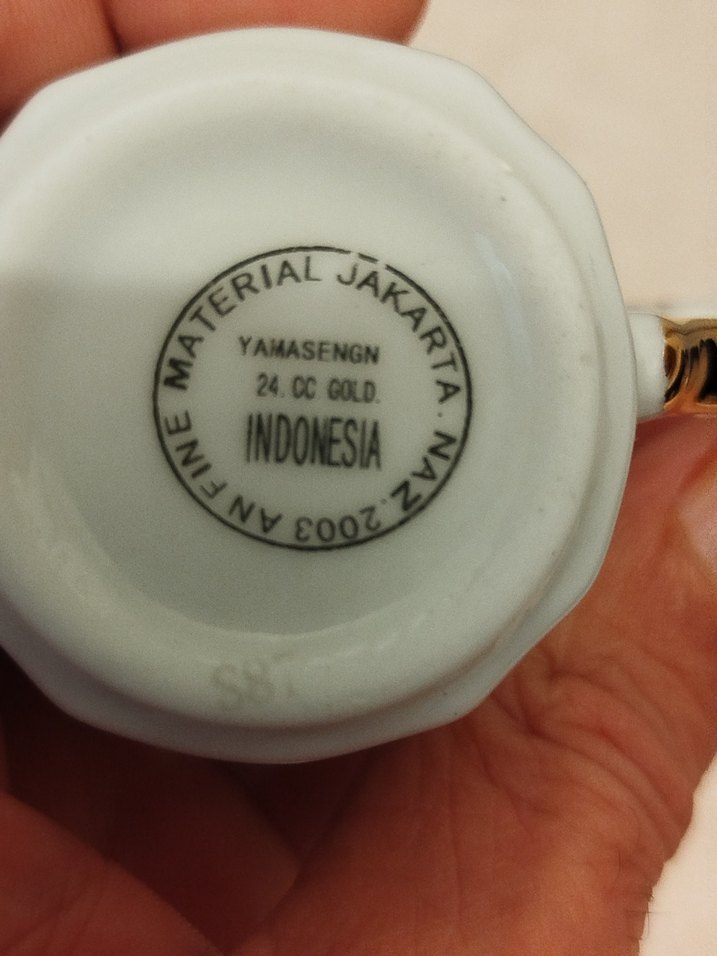 AN FINE MATERIAL JAKARTA. NAZ.2003
YAMASENGN
24. CC GOLD.
INDONESIA